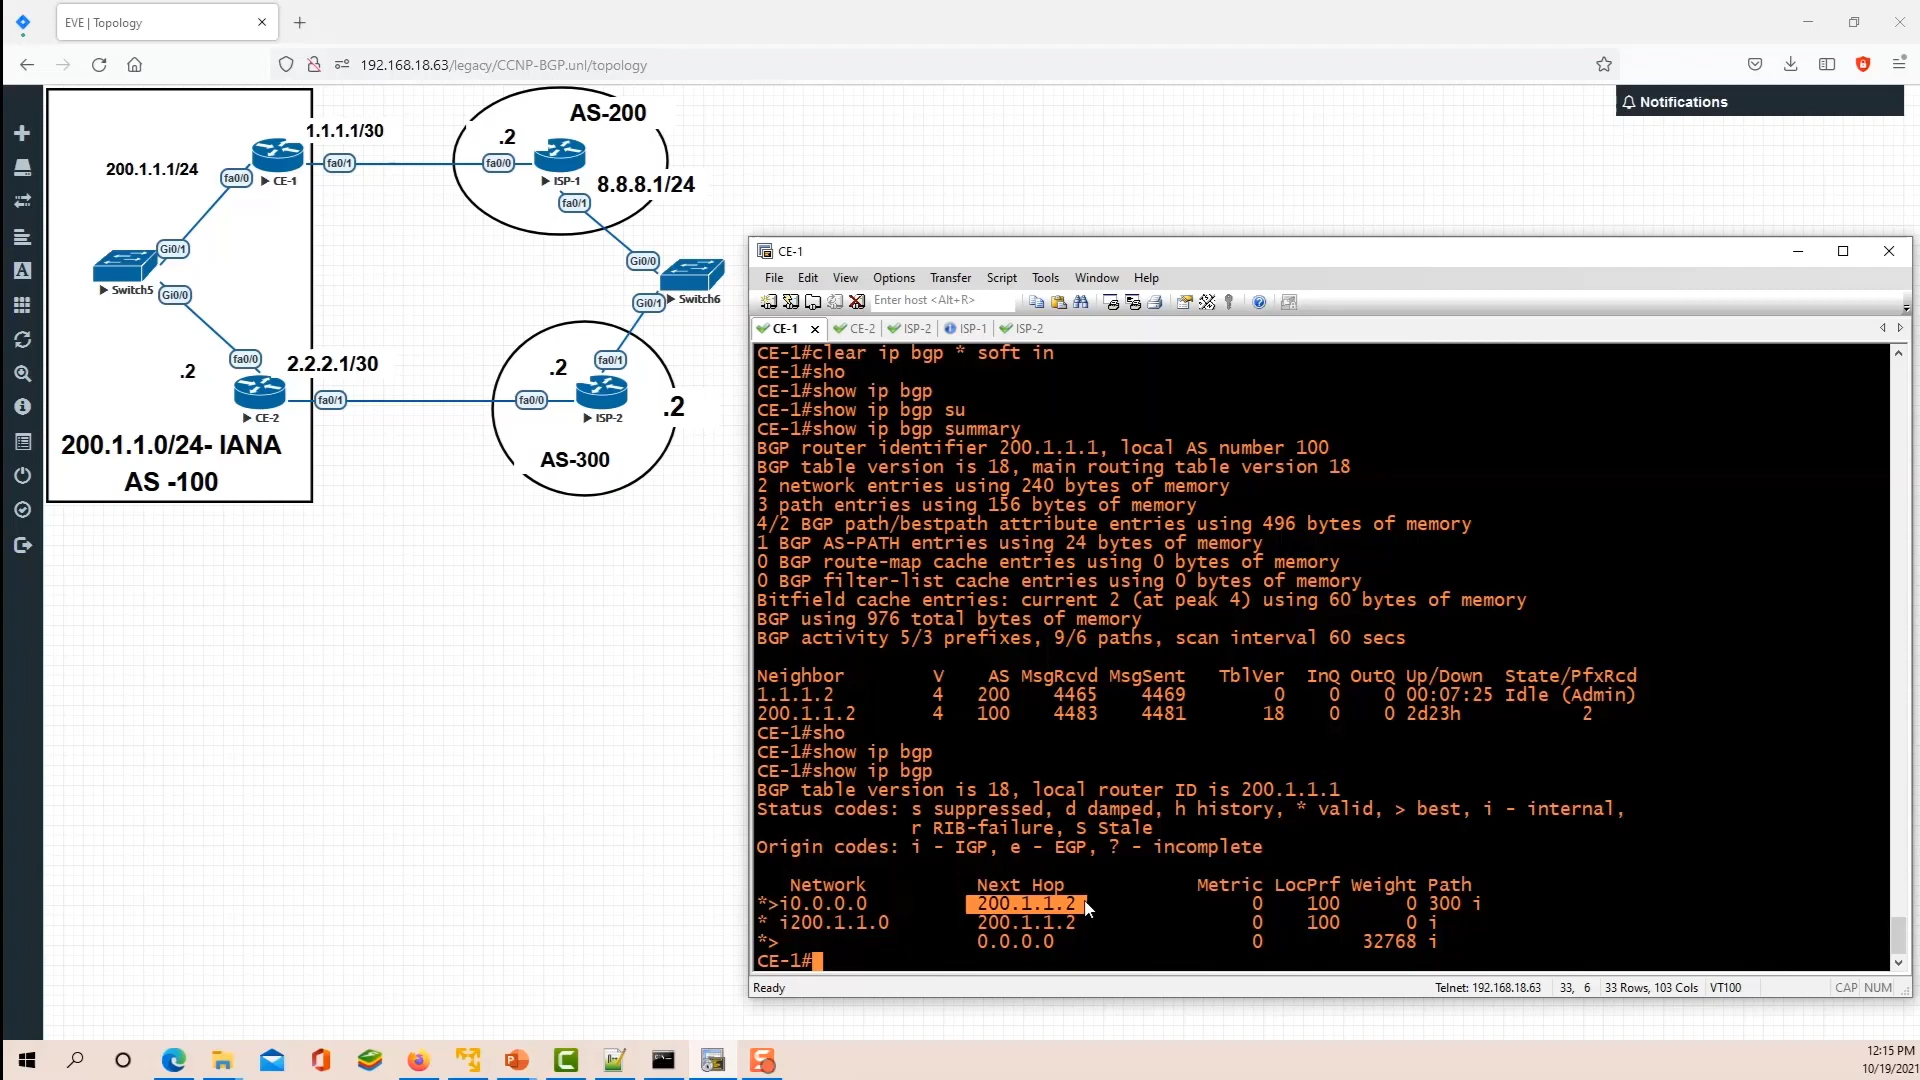 EVE | Topology
192.168.18.63/legacy/CCNP-BGP.unl/topology
Notifications
AS-200
1.1.1.1/30
.2
200.1.1.1/24
fa0/0
fa0/1
CE-1
fa0/0
ISP-1
8.8.8.1/24
fa0/1
Gi0/1
Gi0/0
Switch5
Gi0/0
Gi0/1
Switch6
fa0/0
2.2.2.1/30
.2
fa0/1
CE-2
.2
fa0/1
fa0/0
ISP-2
.2
200.1.1.0/24- IANA
AS -100
AS-300
CE-1
File Edit View Options Transfer Script Tools Window Help
Enter host <Alt+R>
CE-1 CE-2 ISP-2 ISP-1 ISP-2
CE-1#clear ip bgp * soft in
CE-1#sho
CE-1#show ip bgp
CE-1#show ip bgp su
CE-1#show ip bgp summary
BGP router identifier 200.1.1.1, local AS number 100
BGP table version is 18, main routing table version 18
2 network entries using 240 bytes of memory
3 path entries using 156 bytes of memory
4/2 BGP path/bestpath attribute entries using 496 bytes of memory
1 BGP AS-PATH entries using 24 bytes of memory
0 BGP route-map cache entries using 0 bytes of memory
0 BGP filter-list cache entries using 0 bytes of memory
Bitfield cache entries: current 2 (at peak 4) using 60 bytes of memory
BGP using 976 total bytes of memory
BGP activity 5/3 prefixes, 9/6 paths, scan interval 60 secs
Neighbor V AS MsgRcvd MsgSent TblVer InQ OutQ Up/Down State/PfxRcd
1.1.1.2 4 200 4465 4469 0 0 0 00:07:25 Idle (Admin)
200.1.1.2 4 100 4483 4481 18 0 0 2d23h 2
CE-1#sho
CE-1#show ip bgp
CE-1#show ip bgp
BGP table version is 18, local router ID is 200.1.1.1
Status codes: s suppressed, d damped, h history, * valid, > best, i - internal,
r RIB-failure, S Stale
Origin codes: i - IGP, e - EGP, ? - incomplete
Network Next Hop Metric LocPrf Weight Path
*>i0.0.0.0 200.1.1.2 0 100 0 300 i
* i200.1.1.0 200.1.1.2 0 100 0 i
*> 0.0.0.0 0 32768 i
CE-1#
Ready Telnet: 192.168.18.63 33, 6 33 Rows, 103 Cols VT100 CAP NUM
12:15 PM
10/19/2021